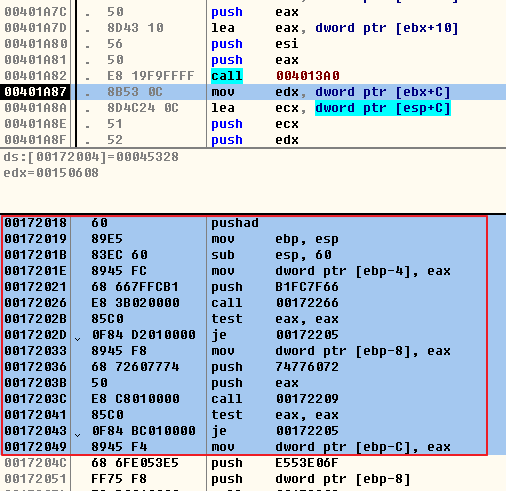 00401A7C . 50 push eax
00401A7D . 8D43 10 lea eax, dword ptr [ebx+10]
00401A80 . 56 push esi
00401A81 . 50 push eax
00401A82 . E8 19F9FFFF call 004013A0
00401A87 . 8B53 0C mov edx, dword ptr [ebx+C]
00401A8A . 8D4C24 0C lea ecx, dword ptr [esp+C]
00401A8E . 51 push ecx
00401A8F . 52 push edx
ds:[00172004]=00045328
edx=00150608
00172018 60 pushad
00172019 89E5 mov ebp, esp
0017201B 83EC 60 sub esp, 60
0017201E 8945 FC mov dword ptr [ebp-4], eax
00172021 68 667FFCB1 push B1FC7F66
00172026 E8 3B020000 call 00172266
0017202B 85C0 test eax, eax
0017202D 0F84 D2010000 je 00172205
00172033 8945 F8 mov dword ptr [ebp-8], eax
00172036 68 72607774 push 74776072
0017203B 50 push eax
0017203C E8 C8010000 call 00172209
00172041 85C0 test eax, eax
00172043 0F84 BC010000 je 00172205
00172049 8945 F4 mov dword ptr [ebp-C], eax
0017204C 68 6FE053E5 push E553E06F
00172051 FF75 F8 push dword ptr [ebp-8]